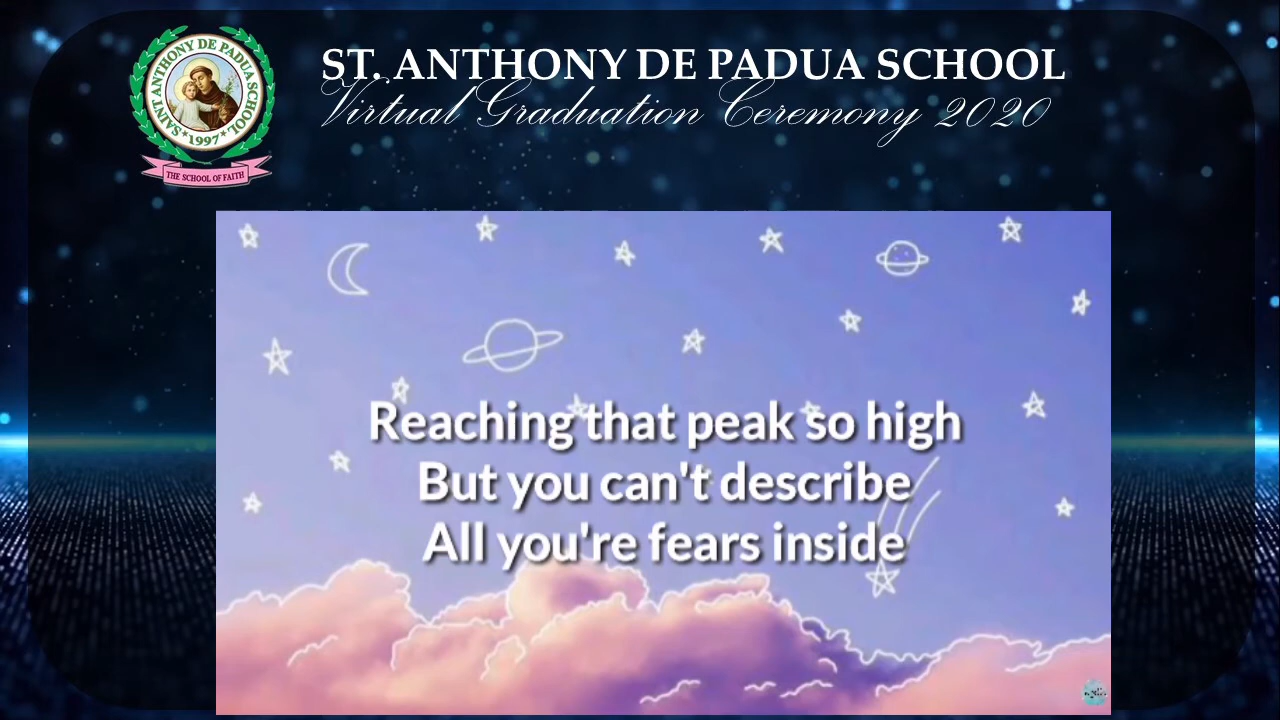 ST. ANTHONY DE PADUA SCHOOL
Virtual Graduation Ceremony 2020
SAINT ANTHONY DE PADUA SCHOOL
1997
THE SCHOOL OF FAITH
Reaching that peak so high
But you can't describe
All you're fears inside